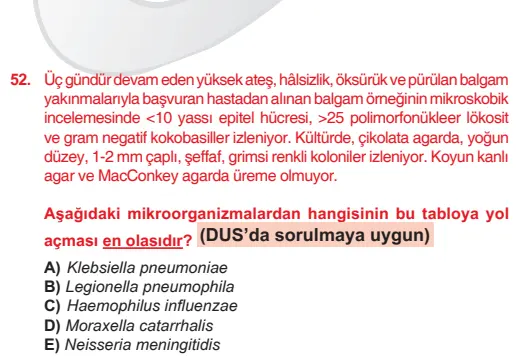 52. Üç gündür devam eden yüksek ateş, hâlsizlik, öksürük ve pürülan balgam
yakınmalarıyla başvuran hastadan alınan balgam örneğinin mikroskobik
incelemesinde <10 yassı epitel hücresi, >25 polimorfonükleer lökosit
ve gram negatif kokobasiller izleniyor. Kültürde, çikolata agarda, yoğun
düzey, 1-2 mm çaplı, şeffaf, grimsi renkli koloniler izleniyor. Koyun kanlı
agar ve MacConkey agarda üreme olmuyor.
Aşağıdaki mikroorganizmalardan hangisinin bu tabloya yol
açması en olasıdır? (DUS'da sorulmaya uygun)
A) Klebsiella pneumoniae
B) Legionella pneumophila
C) Haemophilus influenzae
D) Moraxella catarrhalis
E) Neisseria meningitidis